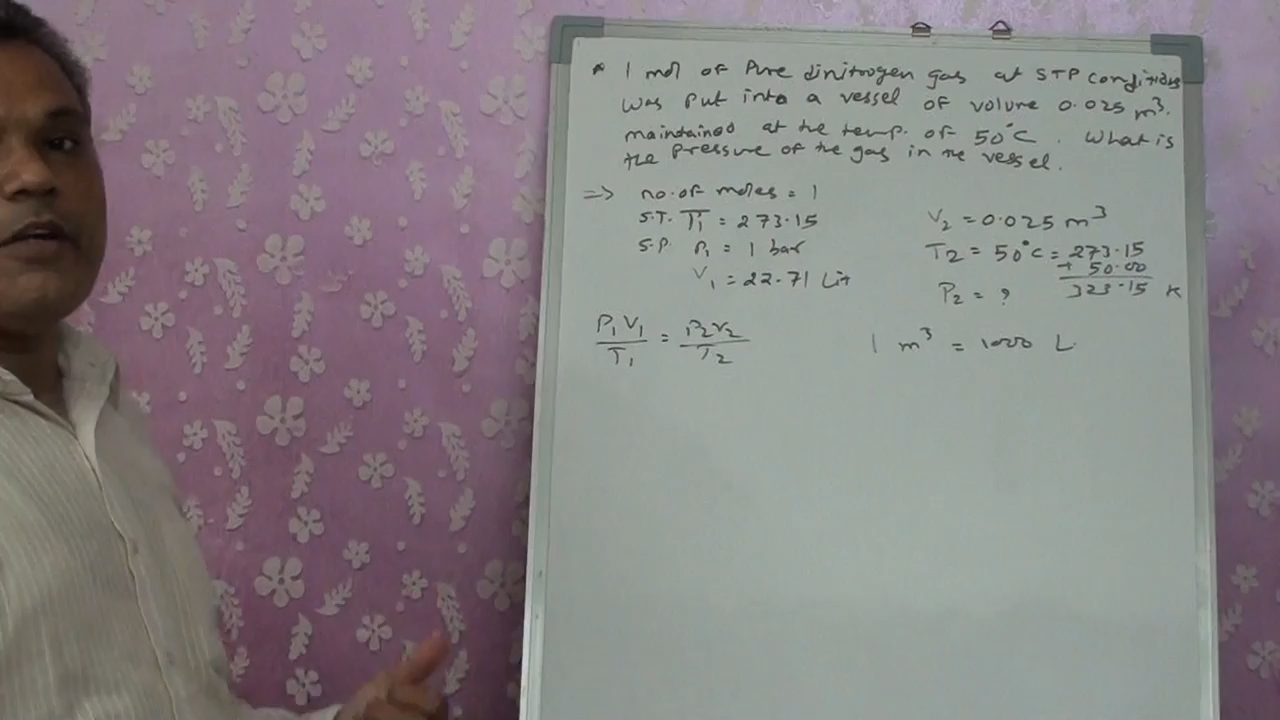 * 1 mol of Pure dinitrogen gas at STP conditions
was put into a vessel of volume 0.025 m³.
maintained at the temp. of 50°C. What is
the pressure of the gas in the vessel.
=> no. of moles = 1
S.T. T₁ = 273.15
S.P. P₁ = 1 bar
V₁ = 22.71 Lit
V₂ = 0.025 m³
T₂ = 50°C = 273.15
+ 50.00
323.15 K
P₂ = ?
P₁V₁/T₁ = P₂V₂/T₂
1 m³ = 1000 L